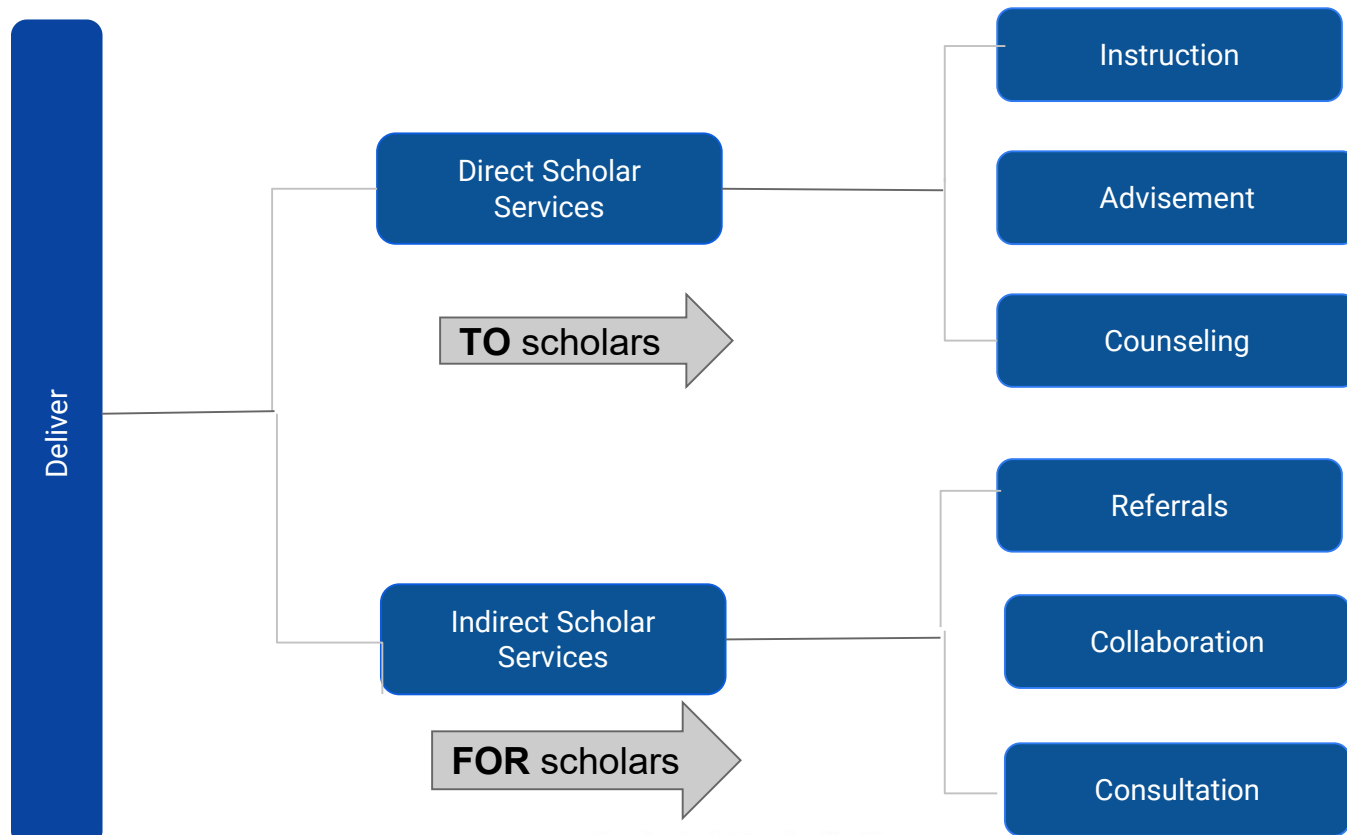 Deliver
Direct Scholar
Services
TO scholars
Instruction
Advisement
Counseling
Indirect Scholar
Services
FOR scholars
Referrals
Collaboration
Consultation